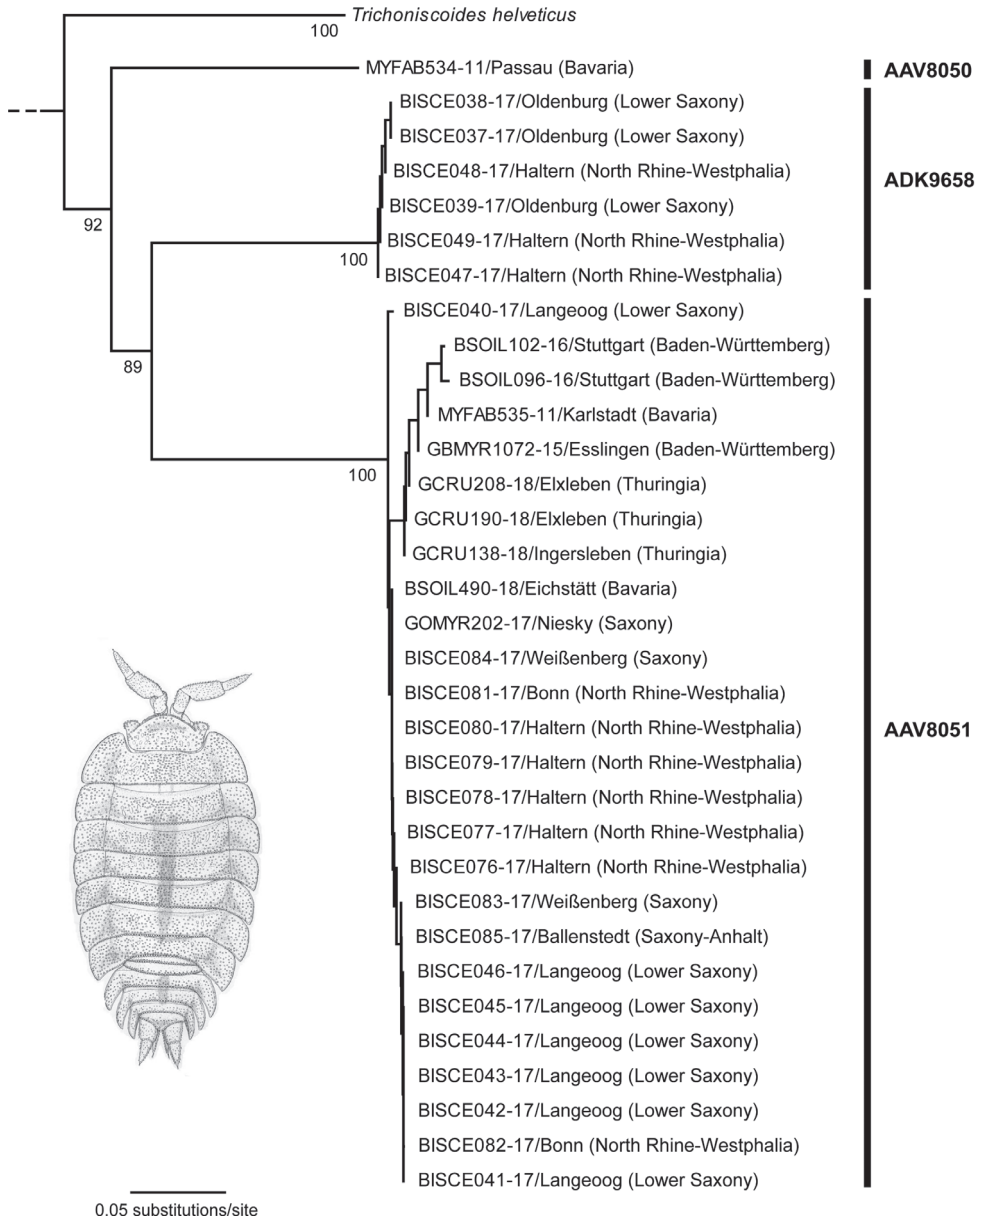 Trichoniscoides helveticus
100
MYFAB534-11/Passau (Bavaria)
AAV8050
BISCE038-17/Oldenburg (Lower Saxony)
BISCE037-17/Oldenburg (Lower Saxony)
BISCE048-17/Haltern (North Rhine-Westphalia)
ADK9658
BISCE039-17/Oldenburg (Lower Saxony)
92
BISCE049-17/Haltern (North Rhine-Westphalia)
100
BISCE047-17/Haltern (North Rhine-Westphalia)
BISCE040-17/Langeoog (Lower Saxony)
BSOIL102-16/Stuttgart (Baden-Württemberg)
89
BSOIL096-16/Stuttgart (Baden-Württemberg)
MYFAB535-11/Karlstadt (Bavaria)
GBMYR1072-15/Esslingen (Baden-Württemberg)
100
GCRU208-18/Elxleben (Thuringia)
GCRU190-18/Elxleben (Thuringia)
GCRU138-18/Ingersleben (Thuringia)
BSOIL490-18/Eichstätt (Bavaria)
GOMYR202-17/Niesky (Saxony)
BISCE084-17/Weißenberg (Saxony)
BISCE081-17/Bonn (North Rhine-Westphalia)
BISCE080-17/Haltern (North Rhine-Westphalia)
AAV8051
BISCE079-17/Haltern (North Rhine-Westphalia)
BISCE078-17/Haltern (North Rhine-Westphalia)
BISCE077-17/Haltern (North Rhine-Westphalia)
BISCE076-17/Haltern (North Rhine-Westphalia)
BISCE083-17/Weißenberg (Saxony)
BISCE085-17/Ballenstedt (Saxony-Anhalt)
BISCE046-17/Langeoog (Lower Saxony)
BISCE045-17/Langeoog (Lower Saxony)
BISCE044-17/Langeoog (Lower Saxony)
BISCE043-17/Langeoog (Lower Saxony)
BISCE042-17/Langeoog (Lower Saxony)
BISCE082-17/Bonn (North Rhine-Westphalia)
BISCE041-17/Langeoog (Lower Saxony)
0.05 substitutions/site